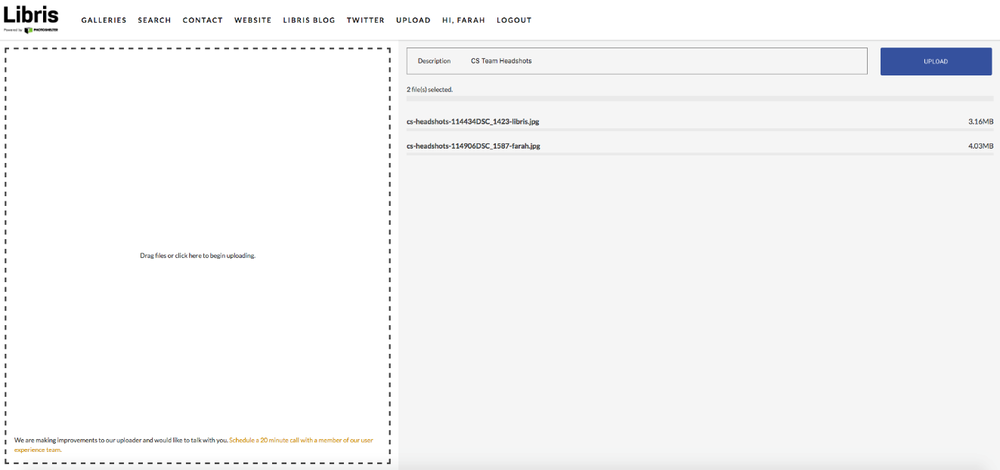 Libris
Powered by PHOTOSHELTER
GALLERIES SEARCH CONTACT WEBSITE LIBRIS BLOG TWITTER UPLOAD HI, FARAH LOGOUT
Drag files or click here to begin uploading.
We are making improvements to our uploader and would like to talk with you. Schedule a 20 minute call with a member of our user
experience team.
Description CS Team Headshots
UPLOAD
2 file(s) selected.
cs-headshots-114434DSC_1423-libris.jpg 3.16MB
cs-headshots-114906DSC_1587-farah.jpg 4.03MB